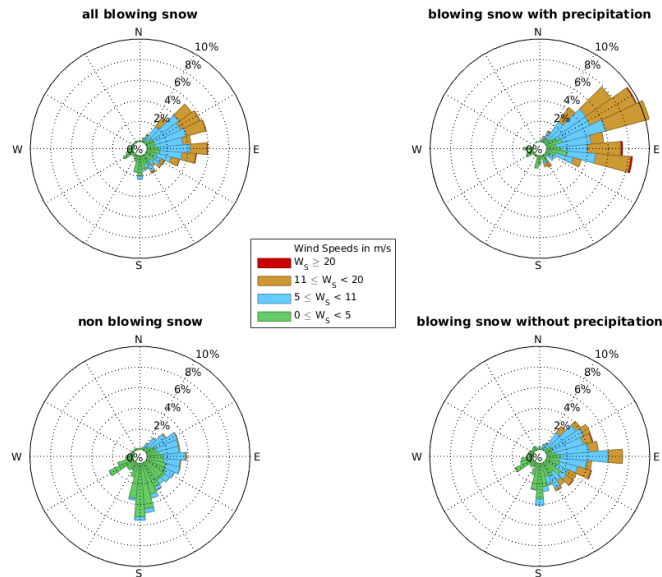 all blowing snow
N
10%
8%
6%
4%
2%
0%
W
E
S
blowing snow with precipitation
N
10%
8%
6%
4%
2%
0%
W
E
S
Wind Speeds in m/s
W_S ≥ 20
11 ≤ W_S < 20
5 ≤ W_S < 11
0 ≤ W_S < 5
non blowing snow
N
10%
8%
6%
4%
2%
0%
W
E
S
blowing snow without precipitation
N
10%
8%
6%
4%
2%
0%
W
E
S